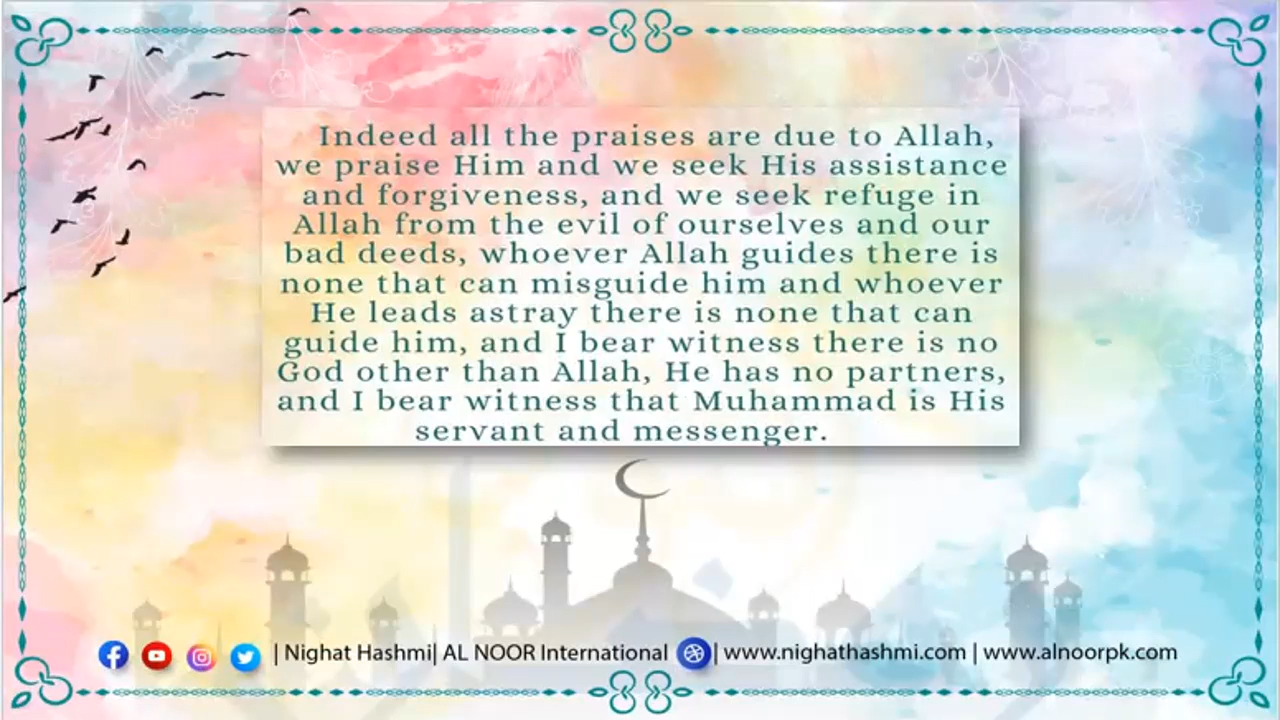 Indeed all the praises are due to Allah,
we praise Him and we seek His assistance
and forgiveness, and we seek refuge in
Allah from the evil of ourselves and our
bad deeds, whoever Allah guides there is
none that can misguide him and whoever
He leads astray there is none that can
guide him, and I bear witness there is no
God other than Allah, He has no partners,
and I bear witness that Muhammad is His
servant and messenger.
| Nighat Hashmi| AL NOOR International | www.nighathashmi.com | www.alnoorpk.com